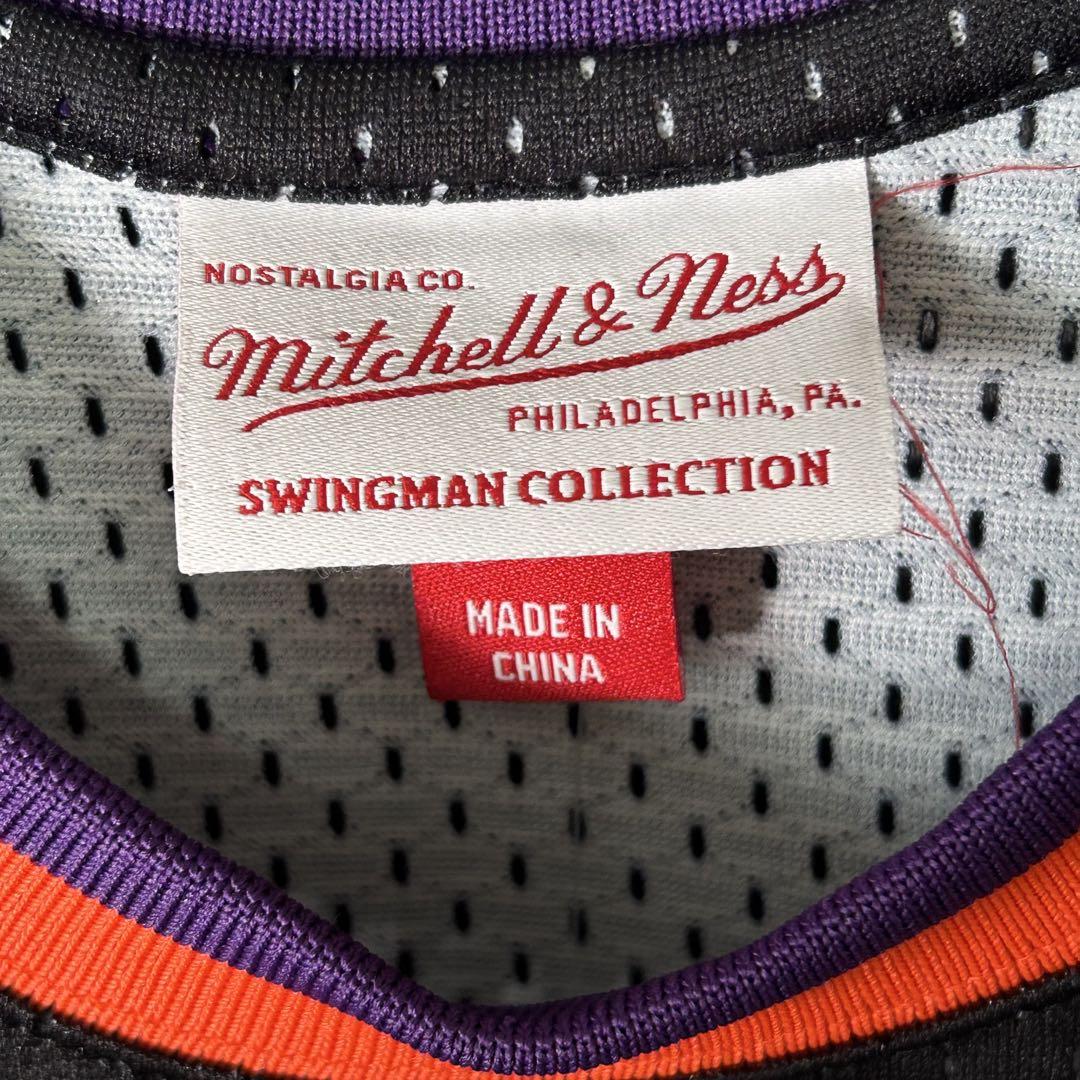 NOSTALGIA CO.
Mitchell & Ness
PHILADELPHIA, PA.
SWINGMAN COLLECTION
MADE IN
CHINA